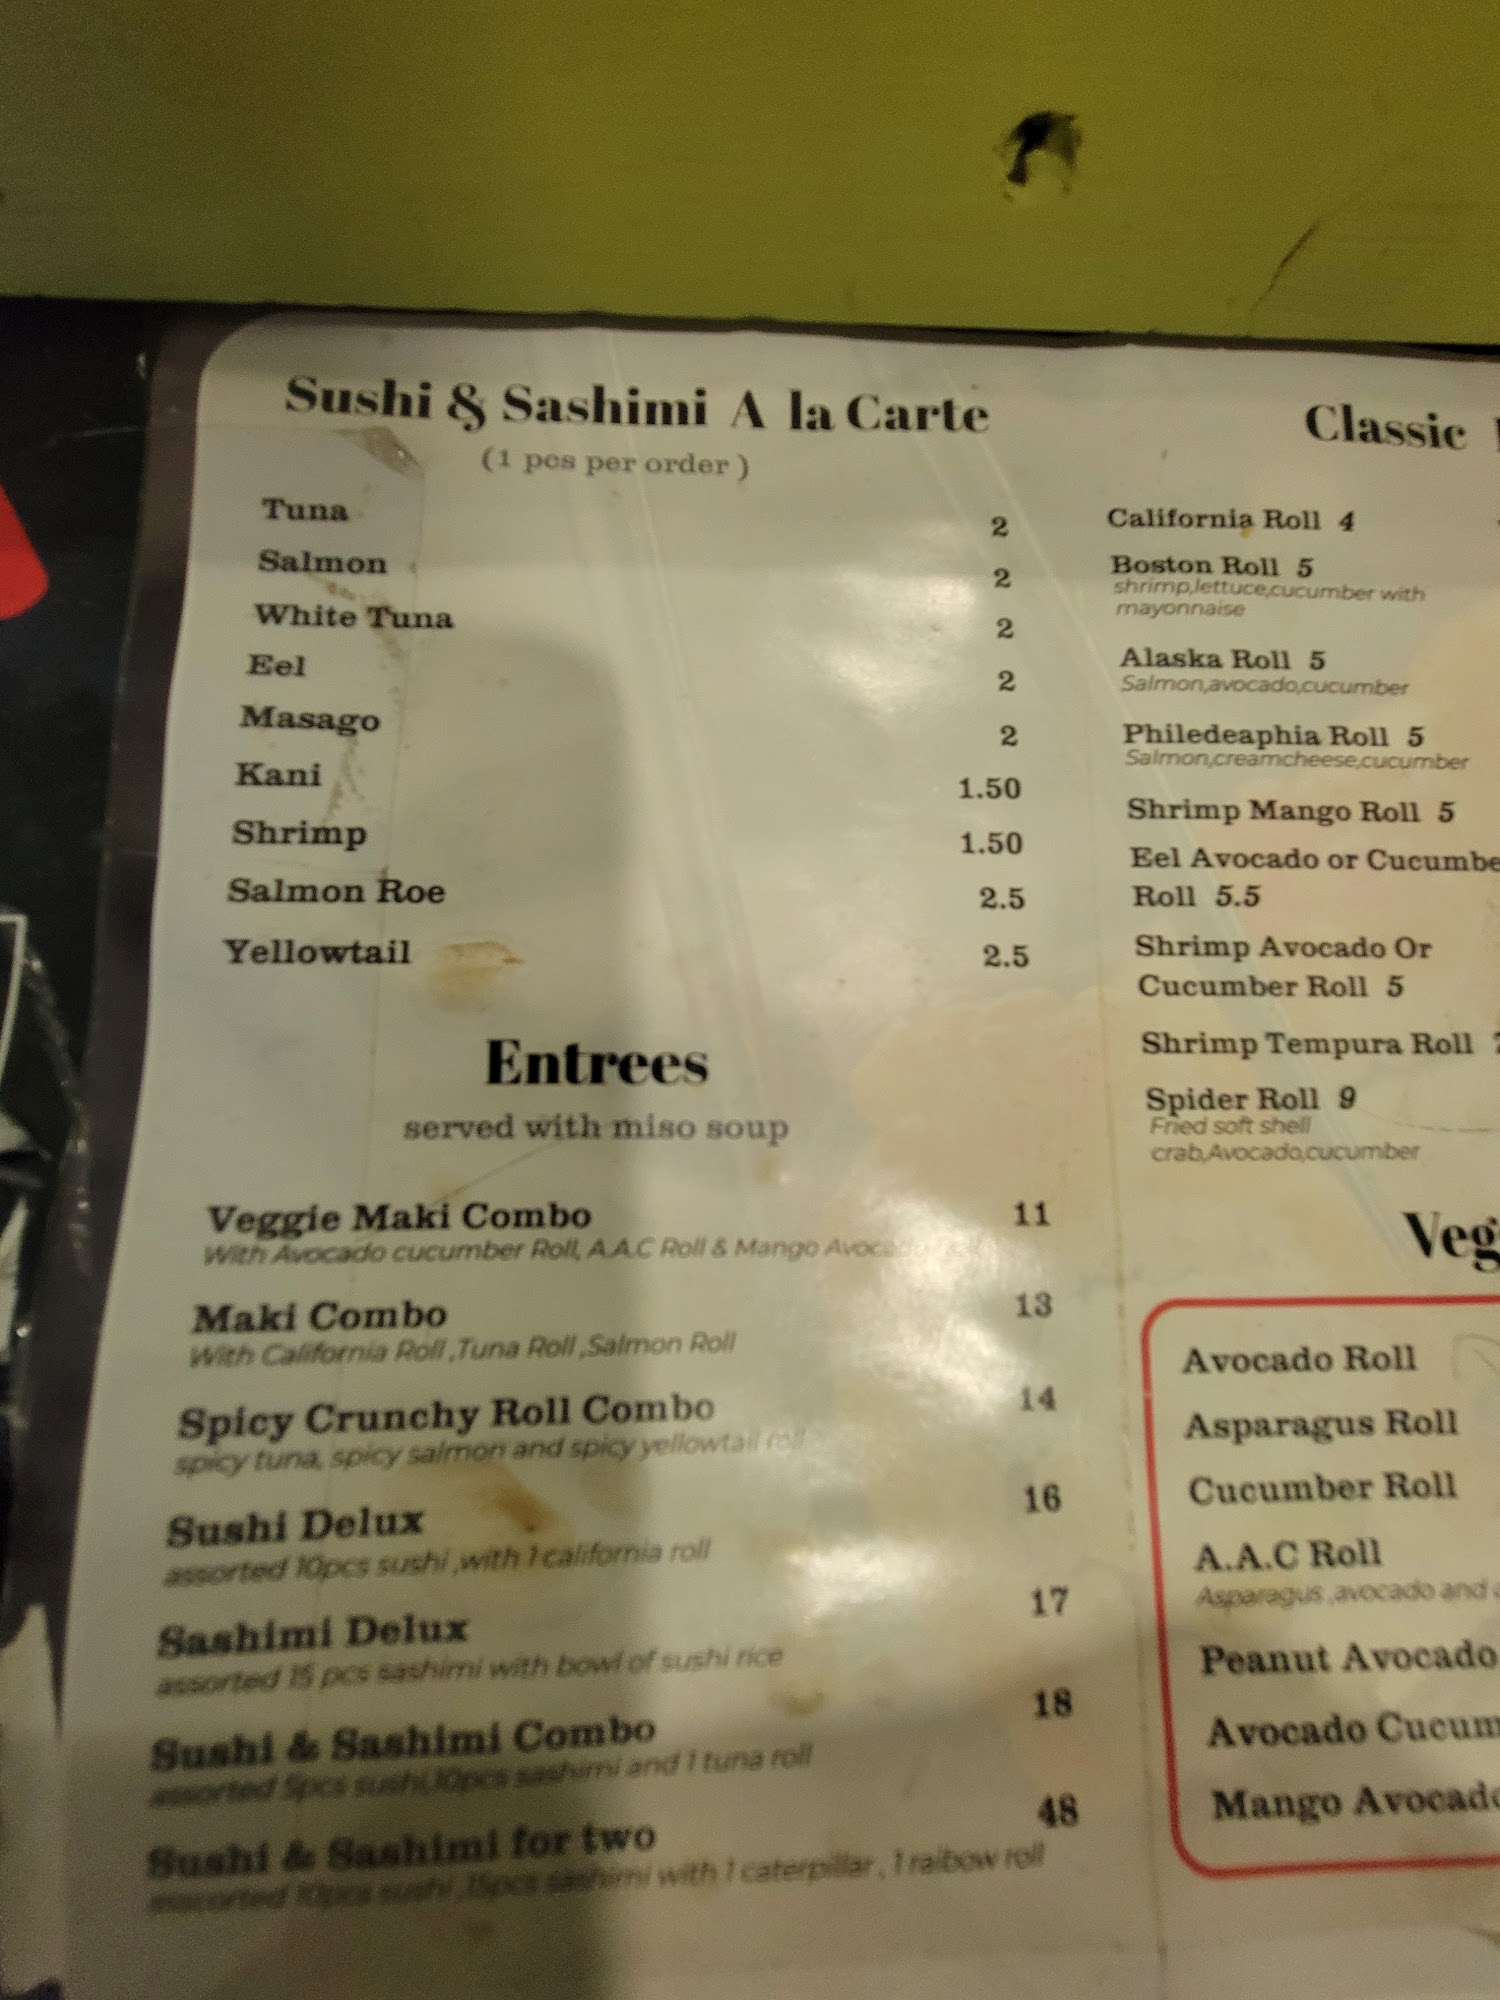 Sushi & Sashimi A la Carte
(1 pcs per order )
Tuna 2
Salmon 2
White Tuna 2
Eel 2
Masago 2
Kani 1.50
Shrimp 1.50
Salmon Roe 2.5
Yellowtail 2.5
Entrees
served with miso soup
Veggie Maki Combo 11
With Avocado cucumber Roll, A.A.C Roll & Mango Avocado
Maki Combo 13
With California Roll ,Tuna Roll ,Salmon Roll
Spicy Crunchy Roll Combo 14
spicy tuna, spicy salmon and spicy yellowtail roll
Sushi Delux 16
assorted 10pcs sushi ,with 1 california roll
Sashimi Delux 17
assorted 15 pcs sashimi with bowl of sushi rice
Sushi & Sashimi Combo 18
assorted 5pcs sushi,10pcs sashimi and 1 tuna roll
Sushi & Sashimi for two 48
assorted 10pcs sushi ,15pcs sashimi with 1 caterpillar , 1 raibow roll
Classic
California Roll 4
Boston Roll 5
shrimp,lettuce,cucumber with
mayonnaise
Alaska Roll 5
Salmon,avocado,cucumber
Philedeaphia Roll 5
Salmon,creamcheese,cucumber
Shrimp Mango Roll 5
Eel Avocado or Cucumbe
Roll 5.5
Shrimp Avocado Or
Cucumber Roll 5
Shrimp Tempura Roll
Spider Roll 9
Fried soft shell
crab,Avocado,cucumber
Veg
Avocado Roll
Asparagus Roll
Cucumber Roll
A.A.C Roll
Asparagus ,avocado and
Peanut Avocado
Avocado Cucum
Mango Avocado